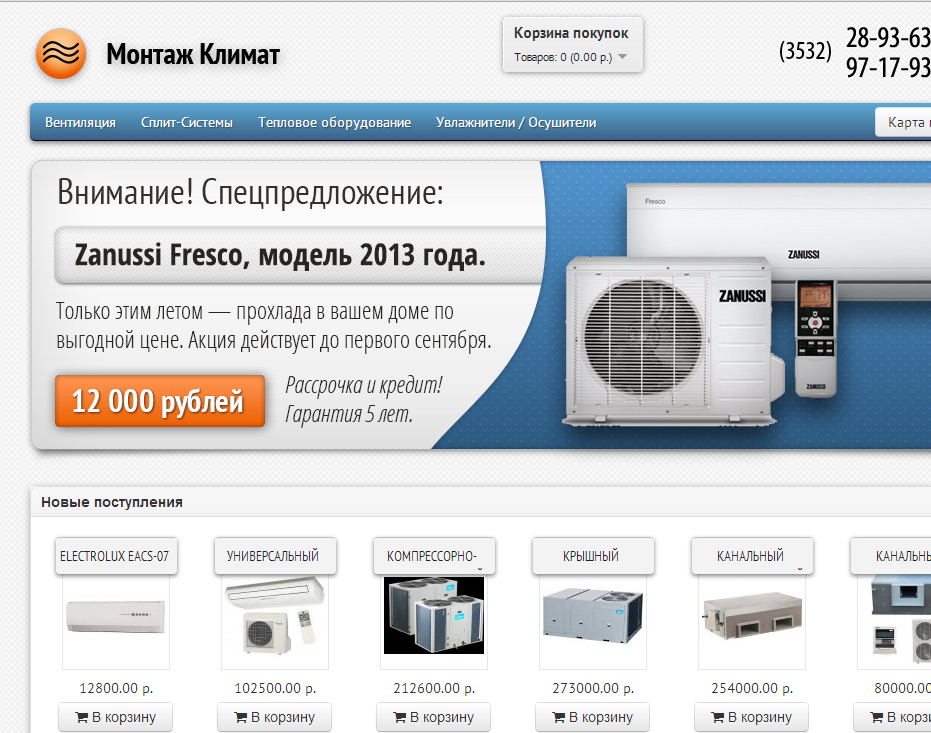 Монтаж Климат
Корзина покупок
Товаров: 0 (0.00 р.)
(3532)
28-93-63
97-17-93
Вентиляция
Сплит-Системы
Тепловое оборудование
Увлажнители / Осушители
Карта
Внимание! Спецпредложение:
Zanussi Fresco, модель 2013 года.
Только этим летом — прохлада в вашем доме по
выгодной цене. Акция действует до первого сентября.
12 000 рублей
Рассрочка и кредит!
Гарантия 5 лет.
Fresco
ZANUSSI
ZANUSSI
ZANUSSI
Новые поступления
ELECTROLUX EACS-07
УНИВЕРСАЛЬНЫЙ
КОМПРЕССОРНО-
КРЫШНЫЙ
КАНАЛЬНЫЙ
КАНАЛЬНЫ
12800.00 р.
102500.00 р.
212600.00 р.
273000.00 р.
254000.00 р.
80000.00
В корзину
В корзину
В корзину
В корзину
В корзину
В корз